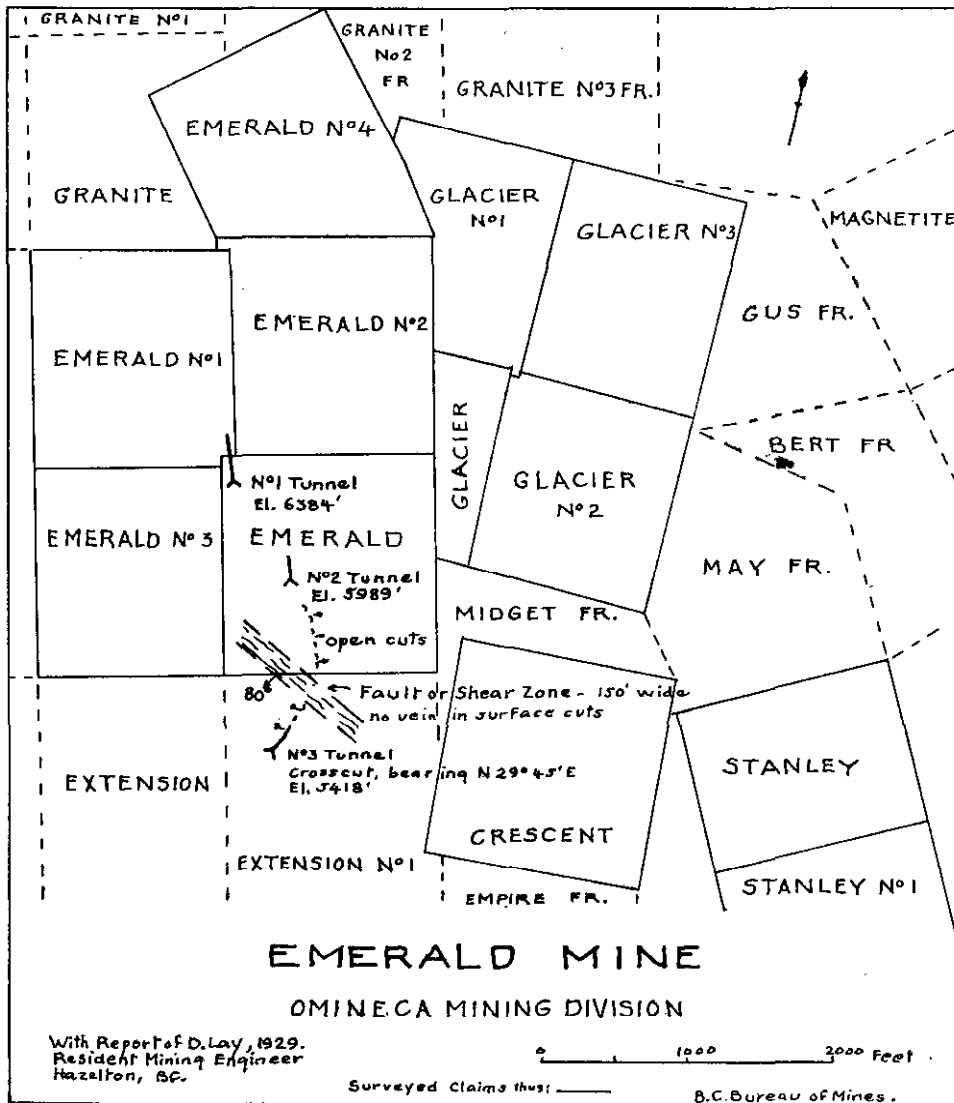 GRANITE Nº1
GRANITE
Nº2
FR
GRANITE Nº3 FR.
EMERALD Nº4
GRANITE
GLACIER
Nº1
GLACIER Nº3
MAGNETITE
GUS FR.
EMERALD Nº1
EMERALD Nº2
BERT FR
GLACIER
GLACIER
Nº2
Nº1 Tunnel
El. 6384'
EMERALD Nº3
EMERALD
Nº2 Tunnel
El. 5989'
open cuts
MAY FR.
MIDGET FR.
80°
Fault or Shear Zone - 150' wide
no vein in surface cuts
Nº3 Tunnel
Crosscut, bearing N 29° 45' E
El. 5418'
EXTENSION
STANLEY
CRESCENT
EXTENSION Nº1
EMPIRE FR.
STANLEY Nº1
EMERALD MINE
OMINECA MINING DIVISION
With Report of D. Lay, 1929.
Resident Mining Engineer
Hazelton, BC.
0 1000 2000 Feet
Surveyed Claims thus:
B.C. Bureau of Mines.